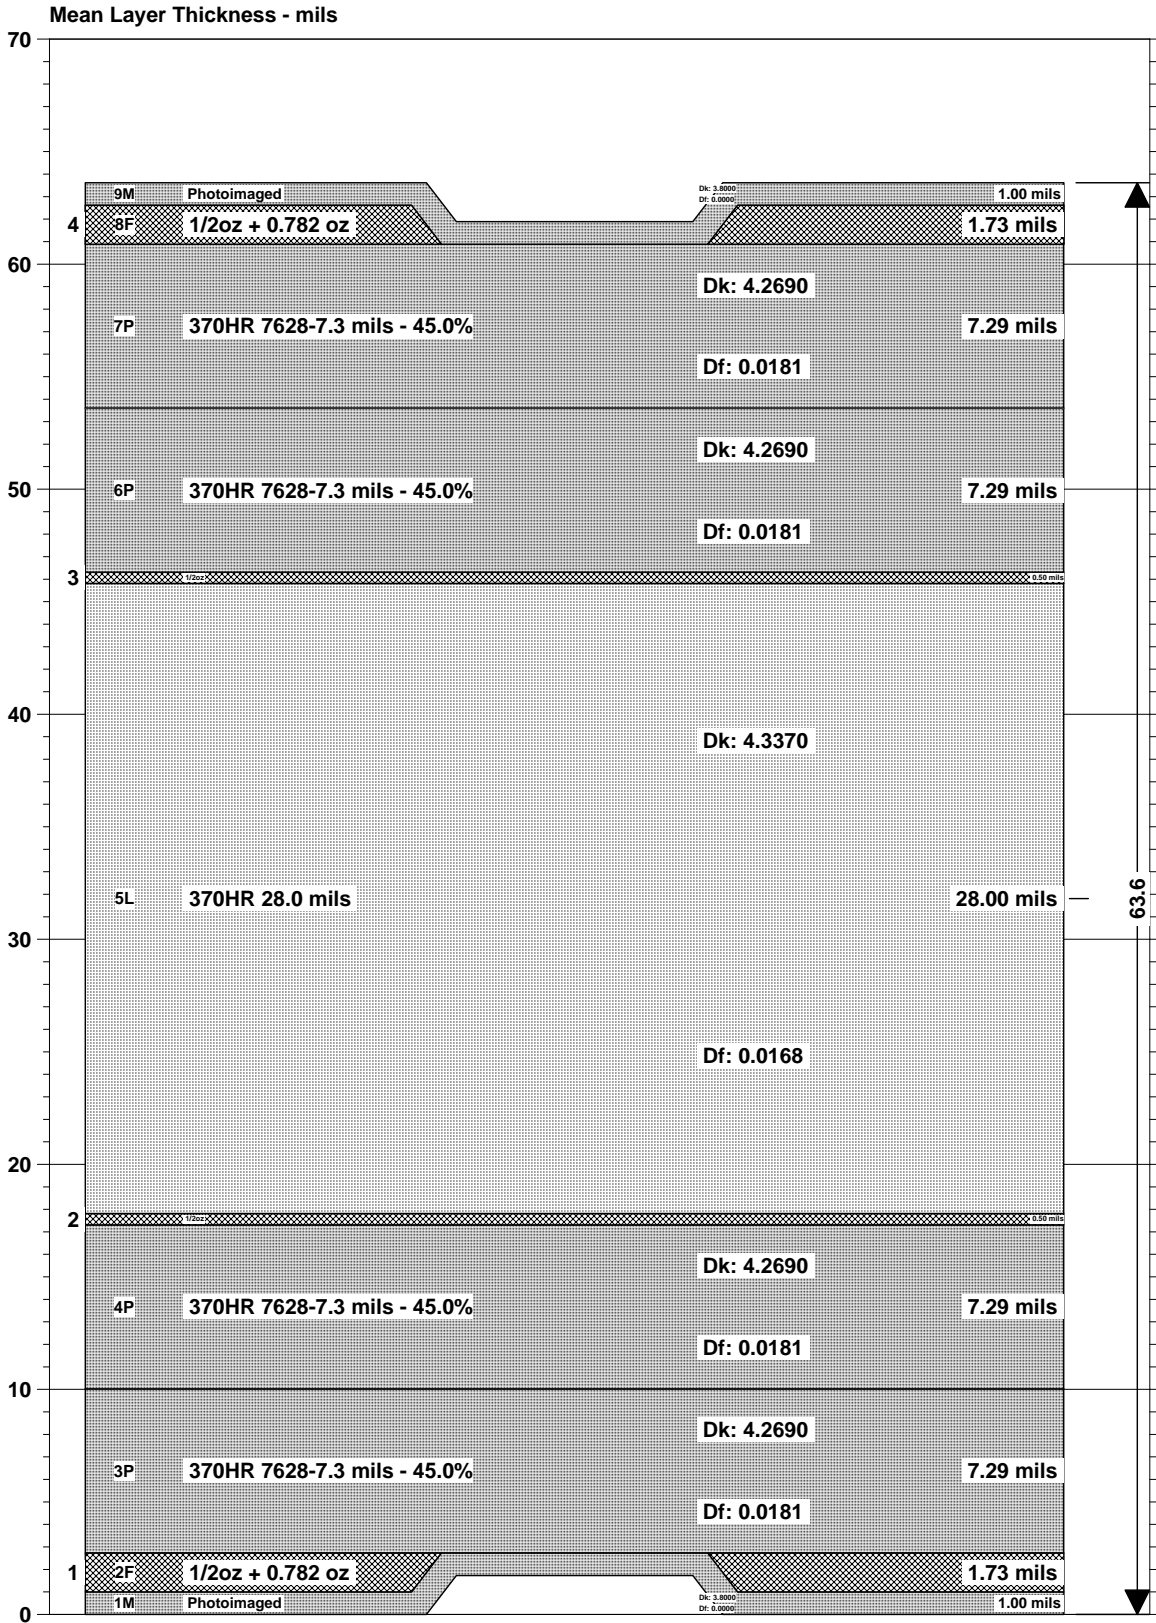 Mean Layer Thickness - mils
70
9M Photoimaged Dk: 3.8000 1.00 mils
Df: 0.0000
4 8F 1/2oz + 0.782 oz 1.73 mils
60
Dk: 4.2690
7P 370HR 7628-7.3 mils - 45.0% 7.29 mils
Df: 0.0181
Dk: 4.2690
50 6P 370HR 7628-7.3 mils - 45.0% 7.29 mils
Df: 0.0181
3 1/2oz 0.50 mils
40
Dk: 4.3370
5L 370HR 28.0 mils 28.00 mils 63.6
30
Df: 0.0168
20
2 1/2oz 0.50 mils
Dk: 4.2690
4P 370HR 7628-7.3 mils - 45.0% 7.29 mils
Df: 0.0181
10
Dk: 4.2690
3P 370HR 7628-7.3 mils - 45.0% 7.29 mils
Df: 0.0181
1 2F 1/2oz + 0.782 oz 1.73 mils
Dk: 3.8000
1M Photoimaged Df: 0.0000 1.00 mils
0